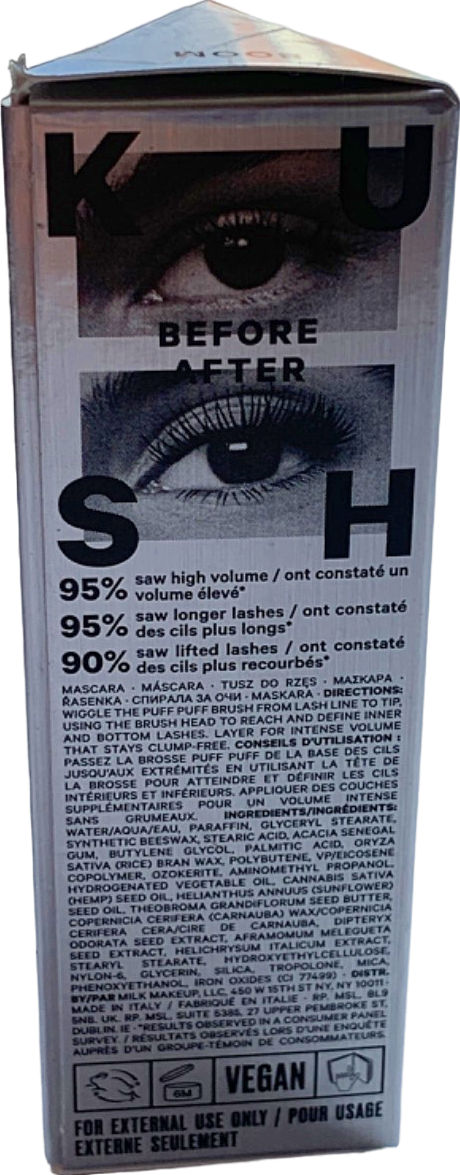 BOOM
K U
BEFORE
AFTER
S H
95% saw high volume / ont constaté un
volume élevé*
95% saw longer lashes / ont constaté
des cils plus longs*
90% saw lifted lashes / ont constaté
des cils plus recourbés*
MASCARA · MÁSCARA · TUSZ DO RZĘS · ΜΑΣΚΑΡΑ ·
ŘASENKA · СПИРАЛА ЗА ОЧИ · MASKARA · DIRECTIONS:
WIGGLE THE PUFF PUFF BRUSH FROM LASH LINE TO TIP,
USING THE BRUSH HEAD TO REACH AND DEFINE INNER
AND BOTTOM LASHES. LAYER FOR INTENSE VOLUME
THAT STAYS CLUMP-FREE. CONSEILS D'UTILISATION :
PASSEZ LA BROSSE PUFF PUFF DE LA BASE DES CILS
JUSQU'AUX EXTRÉMITÉS EN UTILISANT LA TÊTE DE
LA BROSSE POUR ATTEINDRE ET DÉFINIR LES CILS
INTÉRIEURS ET INFÉRIEURS. APPLIQUER DES COUCHES
SUPPLÉMENTAIRES POUR UN VOLUME INTENSE
SANS GRUMEAUX. INGREDIENTS/INGRÉDIENTS:
WATER/AQUA/EAU, PARAFFIN, GLYCERYL STEARATE,
SYNTHETIC BEESWAX, STEARIC ACID, ACACIA SENEGAL
GUM, BUTYLENE GLYCOL, PALMITIC ACID, ORYZA
SATIVA (RICE) BRAN WAX, POLYBUTENE, VP/EICOSENE
COPOLYMER, OZOKERITE, AMINOMETHYL PROPANOL,
HYDROGENATED VEGETABLE OIL, CANNABIS SATIVA
(HEMP) SEED OIL, HELIANTHUS ANNUUS (SUNFLOWER)
SEED OIL, THEOBROMA GRANDIFLORUM SEED BUTTER,
COPERNICIA CERIFERA (CARNAUBA) WAX/COPERNICIA
CERIFERA CERA/CIRE DE CARNAUBA, DIPTERYX
ODORATA SEED EXTRACT, AFRAMOMUM MELEGUETA
SEED EXTRACT, HELICHRYSUM ITALICUM EXTRACT,
STEARYL STEARATE, HYDROXYETHYLCELLULOSE,
NYLON-6, GLYCERIN, SILICA, TROPOLONE, MICA,
PHENOXYETHANOL, IRON OXIDES (CI 77499) · DISTR.
BY/PAR MILK MAKEUP, LLC, 450 W 15TH ST NY, NY 10011 ·
MADE IN ITALY / FABRIQUÉ EN ITALIE · RP. MSL. 8L9
5NB. UK. RP. MSL. SUITE 5385, 27 UPPER PEMBROKE ST.
DUBLIN. IE · *RESULTS OBSERVED IN A CONSUMER PANEL
SURVEY. / RÉSULTATS OBSERVÉS LORS D'UNE ENQUÊTE
AUPRÈS D'UN GROUPE-TÉMOIN DE CONSOMMATEURS.
6M VEGAN
FOR EXTERNAL USE ONLY / POUR USAGE
EXTERNE SEULEMENT